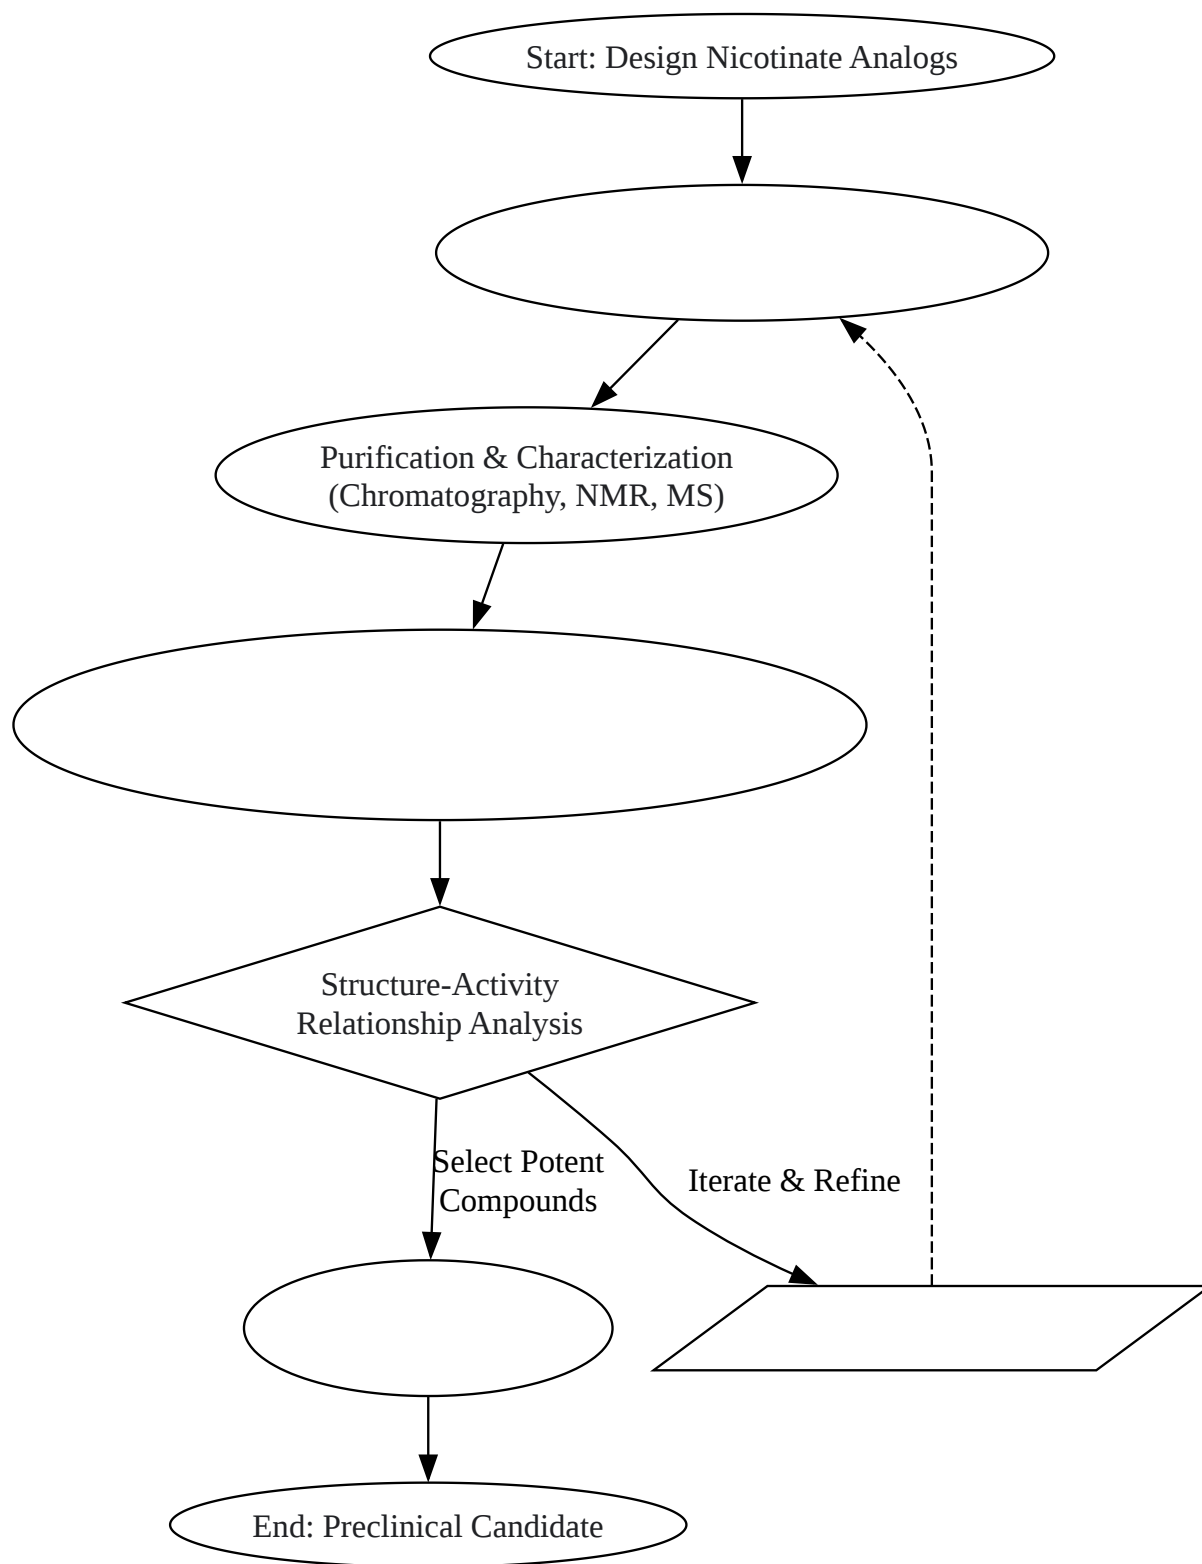 Start: Design Nicotinate Analogs
Purification & Characterization
(Chromatography, NMR, MS)
Structure-Activity
Relationship Analysis
Select Potent
Compounds
Iterate & Refine
End: Preclinical Candidate